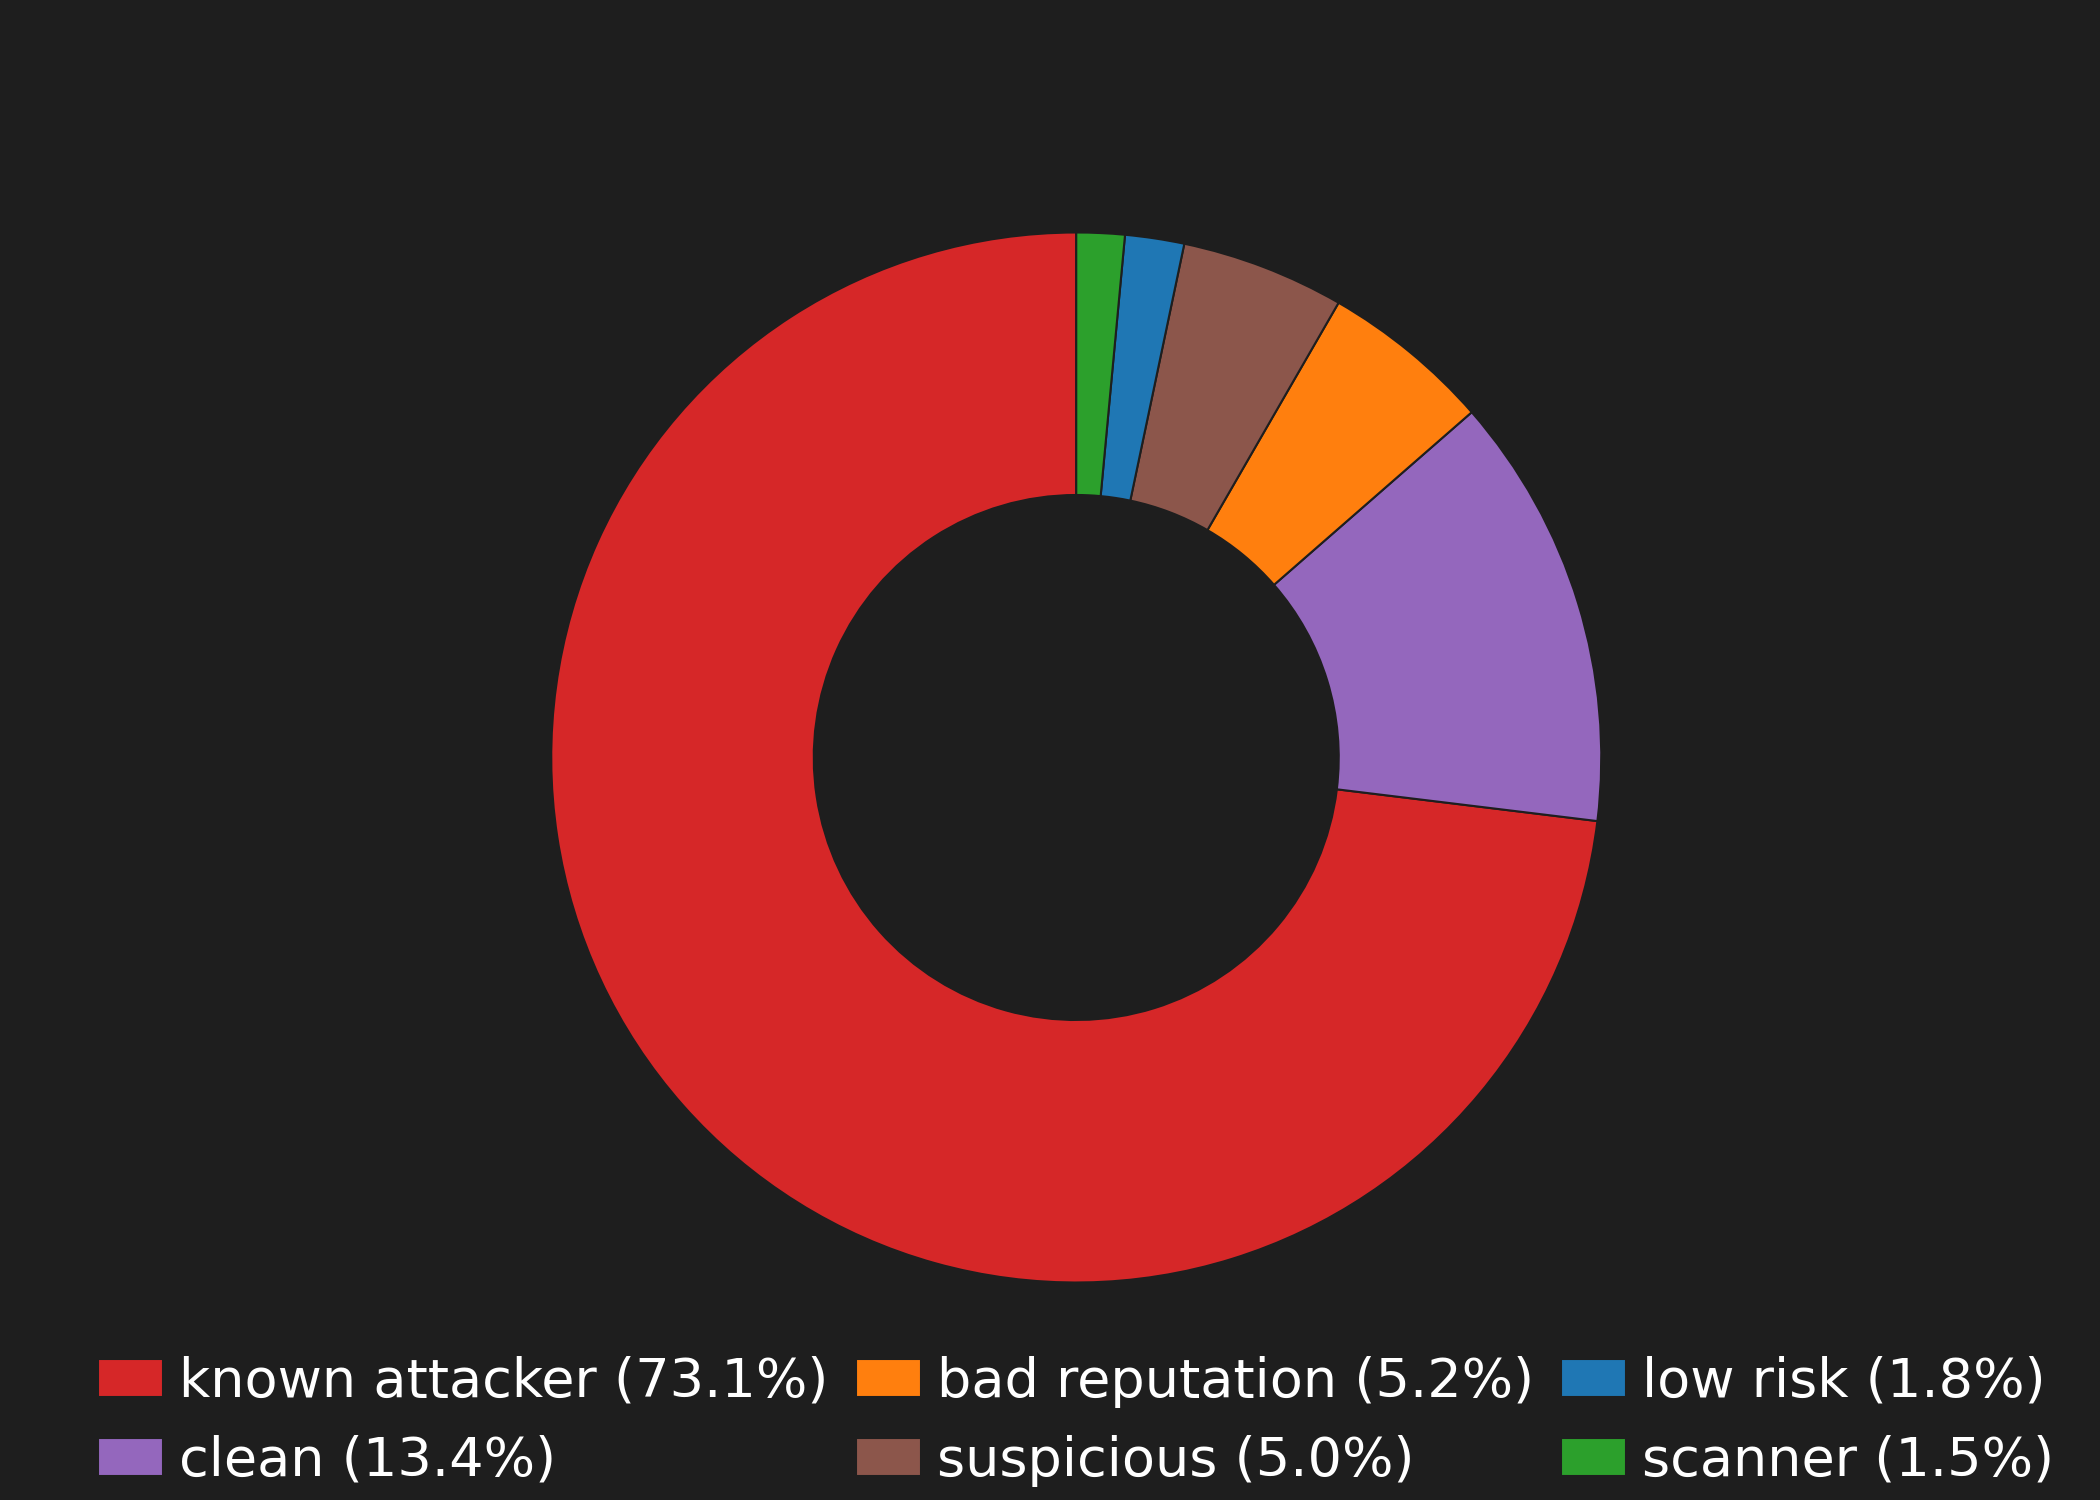 known attacker (73.1%) bad reputation (5.2%) low risk (1.8%)
clean (13.4%) suspicious (5.0%) scanner (1.5%)